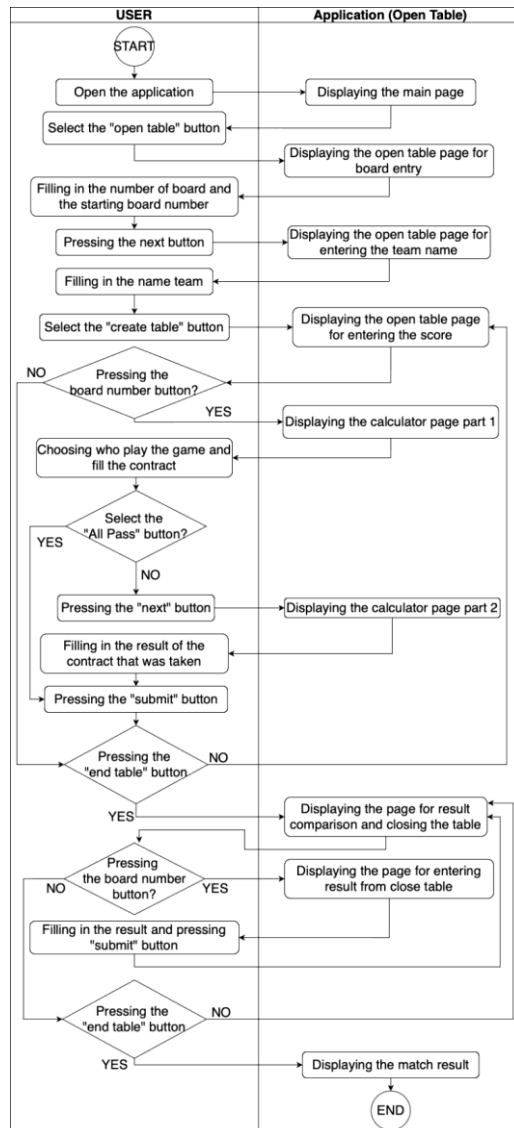 USER
Application (Open Table)
START
Open the application
Displaying the main page
Select the "open table" button
Displaying the open table page for
board entry
Filling in the number of board and
the starting board number
Pressing the next button
Displaying the open table page for
entering the team name
Filling in the name team
Select the "create table" button
Displaying the open table page
for entering the score
NO
Pressing the
board number button?
YES
Displaying the calculator page part 1
Choosing who play the game and
fill the contract
Select the
"All Pass" button?
YES
NO
Pressing the "next" button
Displaying the calculator page part 2
Filling in the result of the
contract that was taken
Pressing the "submit" button
Pressing the
"end table" button
NO
YES
Displaying the page for result
comparison and closing the table
Pressing
the board number
button?
NO
YES
Displaying the page for entering
result from close table
Filling in the result and pressing
"submit" button
Pressing the
"end table" button
NO
YES
Displaying the match result
END